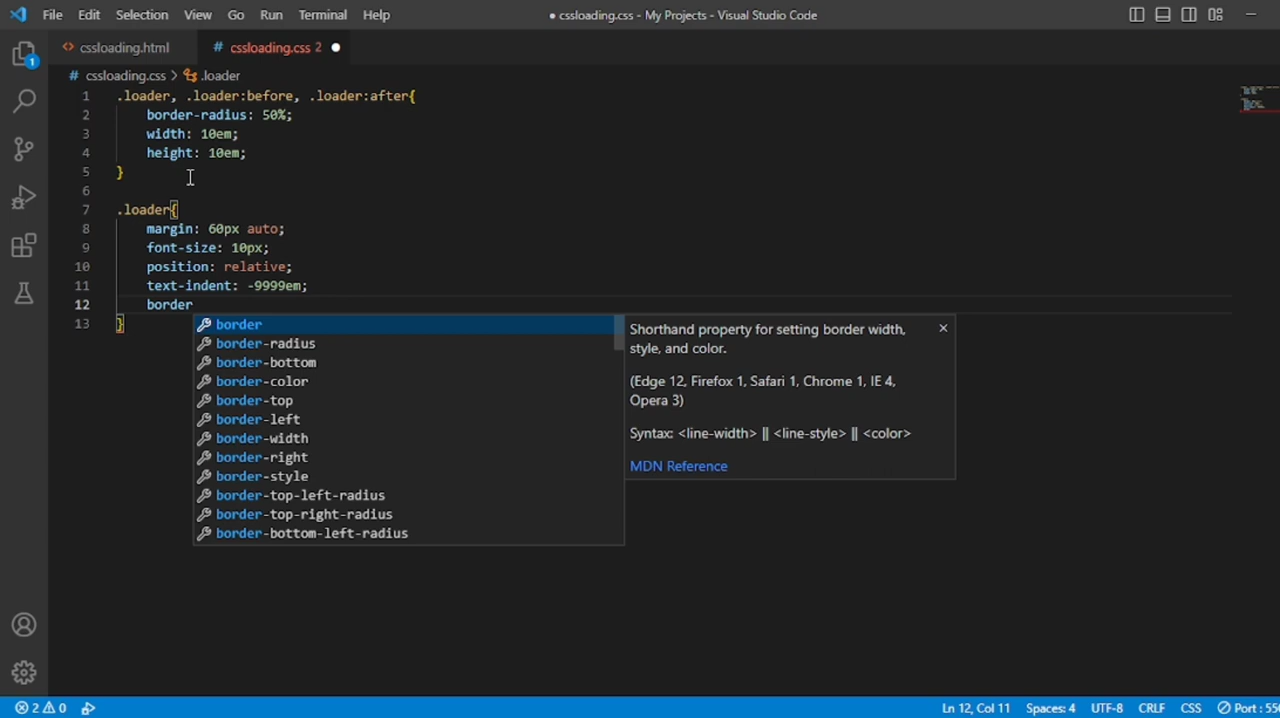 File Edit Selection View Go Run Terminal Help
● cssloading.css - My Projects - Visual Studio Code
1
<> cssloading.html
# cssloading.css 2 ●
# cssloading.css > .loader
1 .loader, .loader:before, .loader:after{
2 border-radius: 50%;
3 width: 10em;
4 height: 10em;
5 }
6
7 .loader{
8 margin: 60px auto;
9 font-size: 10px;
10 position: relative;
11 text-indent: -9999em;
12 border
13 }
border
border-radius
border-bottom
border-color
border-top
border-left
border-width
border-right
border-style
border-top-left-radius
border-top-right-radius
border-bottom-left-radius
Shorthand property for setting border width,
style, and color.
(Edge 12, Firefox 1, Safari 1, Chrome 1, IE 4,
Opera 3)
Syntax: <line-width> || <line-style> || <color>
MDN Reference
2 0
Ln 12, Col 11 Spaces: 4 UTF-8 CRLF CSS Port :